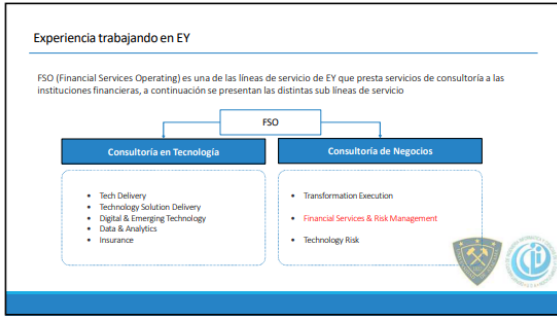 Experiencia trabajando en EY
FSO (Financial Services Operating) es una de las líneas de servicio de EY que presta servicios de consultoría a las
instituciones financieras, a continuación se presentan las distintas sub líneas de servicio
FSO
Consultoría en Tecnología
• Tech Delivery
• Technology Solution Delivery
• Digital & Emerging Technology
• Data & Analytics
• Insurance
Consultoría de Negocios
• Transformation Execution
• Financial Services & Risk Management
• Technology Risk